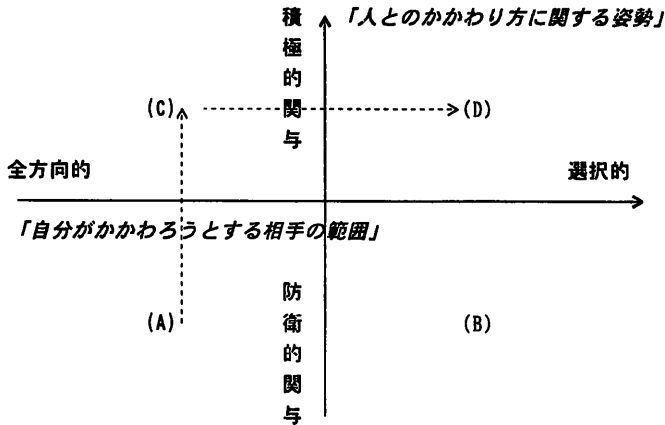 「人とのかかわり方に関する姿勢」
積極的関与
(C)
(D)
全方向的
選択的
「自分がかかわろうとする相手の範囲」
防衛的関与
(A)
(B)